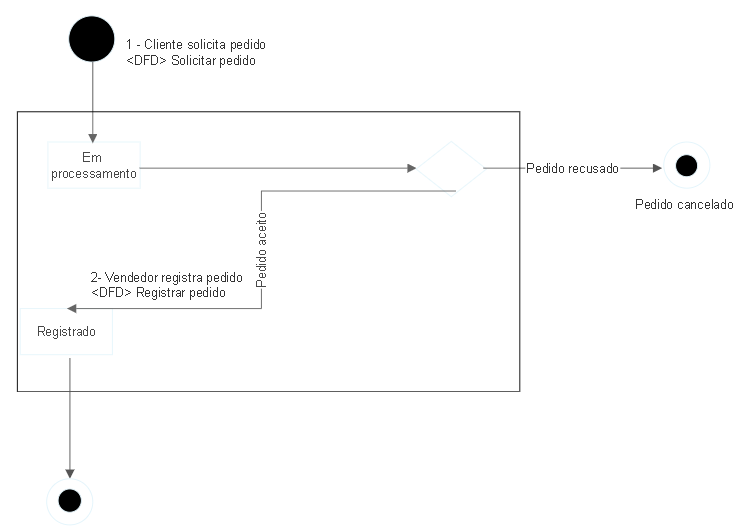 1 - Cliente solicita pedido
<DFD> Solicitar pedido
Em
processamento
Pedido recusado
Pedido cancelado
Pedido aceito
2- Vendedor registra pedido
<DFD> Registrar pedido
Registrado